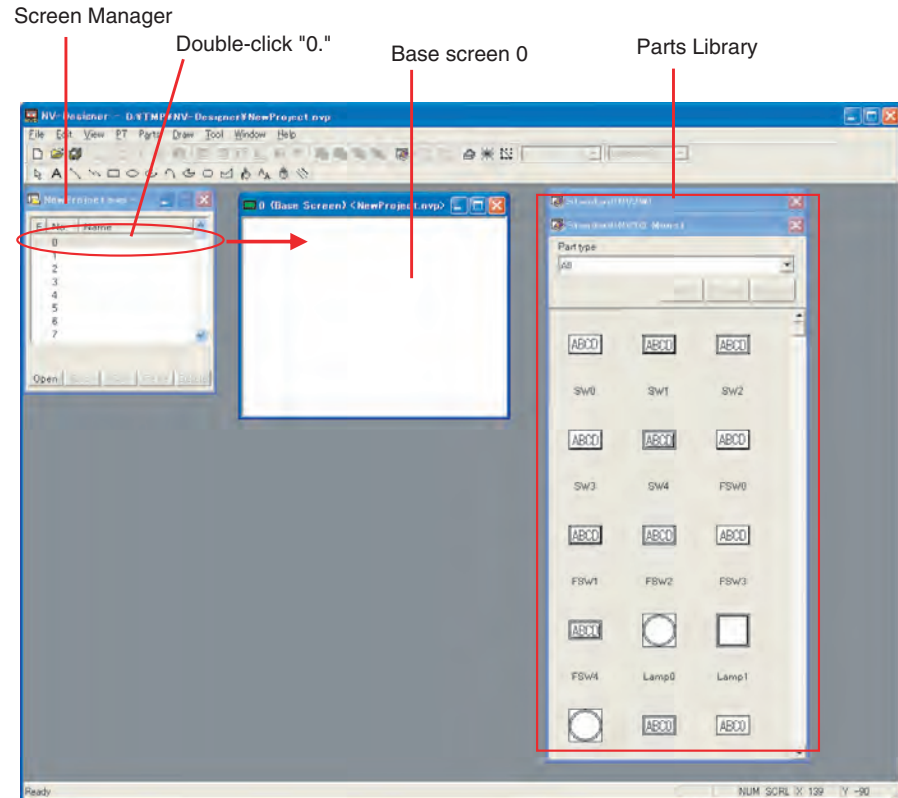 Screen Manager
Double-click "0."
Base screen 0
Parts Library
NV-Designer - D:¥TMP¥NV-Designer¥NewProject.nvp
File Edit View PT Parts Draw Tool Window Help
NewProject.nvp -
0 (Base Screen) <NewProject.nvp>
F No Name
0
1
2
3
4
5
6
7
Open
Part type
All
SW0 SW1 SW2
ABCD ABCD ABCD
SW3 SW4 FSW0
ABCD ABCD ABCD
FSW1 FSW2 FSW3
ABCD ABCD ABCD
FSW4 Lamp0 Lamp1
ABCD
ABCD ABCD
Ready
NUM SCRL X 139 Y -90